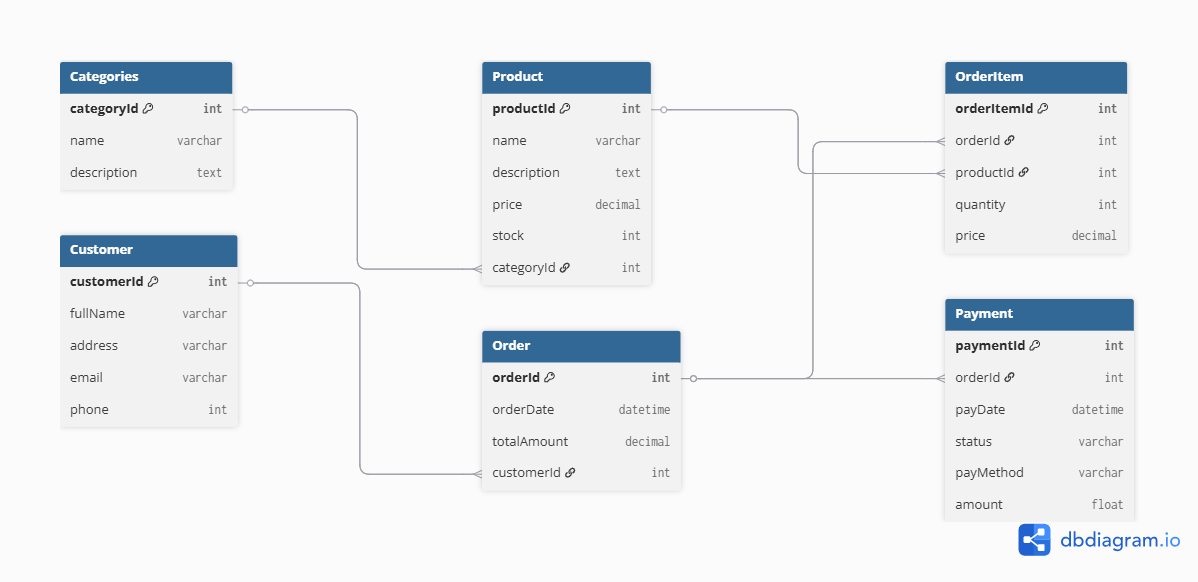 Categories
categoryId int
name varchar
description text
Customer
customerId int
fullName varchar
address varchar
email varchar
phone int
Product
productId int
name varchar
description text
price decimal
stock int
categoryId int
Order
orderId int
orderDate datetime
totalAmount decimal
customerId int
OrderItem
orderItemId int
orderId int
productId int
quantity int
price decimal
Payment
paymentId int
orderId int
payDate datetime
status varchar
payMethod varchar
amount float
dbdiagram.io